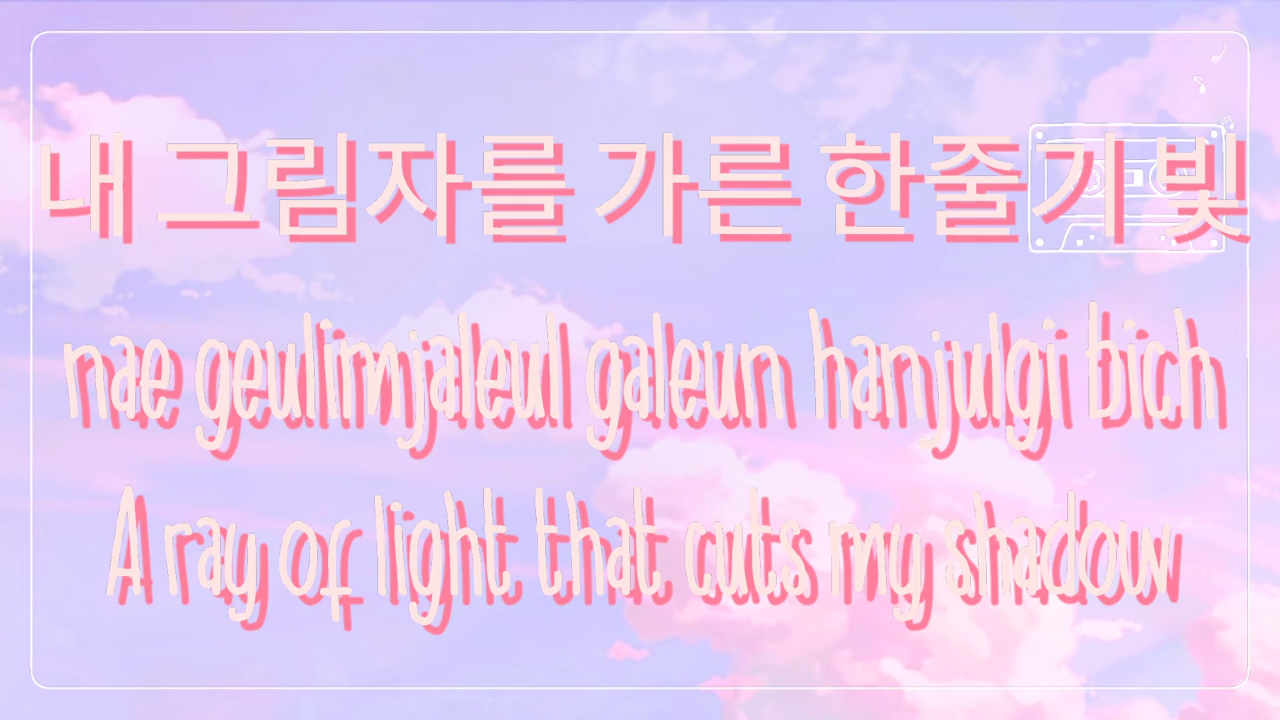 내 그림자를 가른 한줄기 빛
nae geulimjaleul galeun hanjulgi bich
A ray of light that cuts my shadow